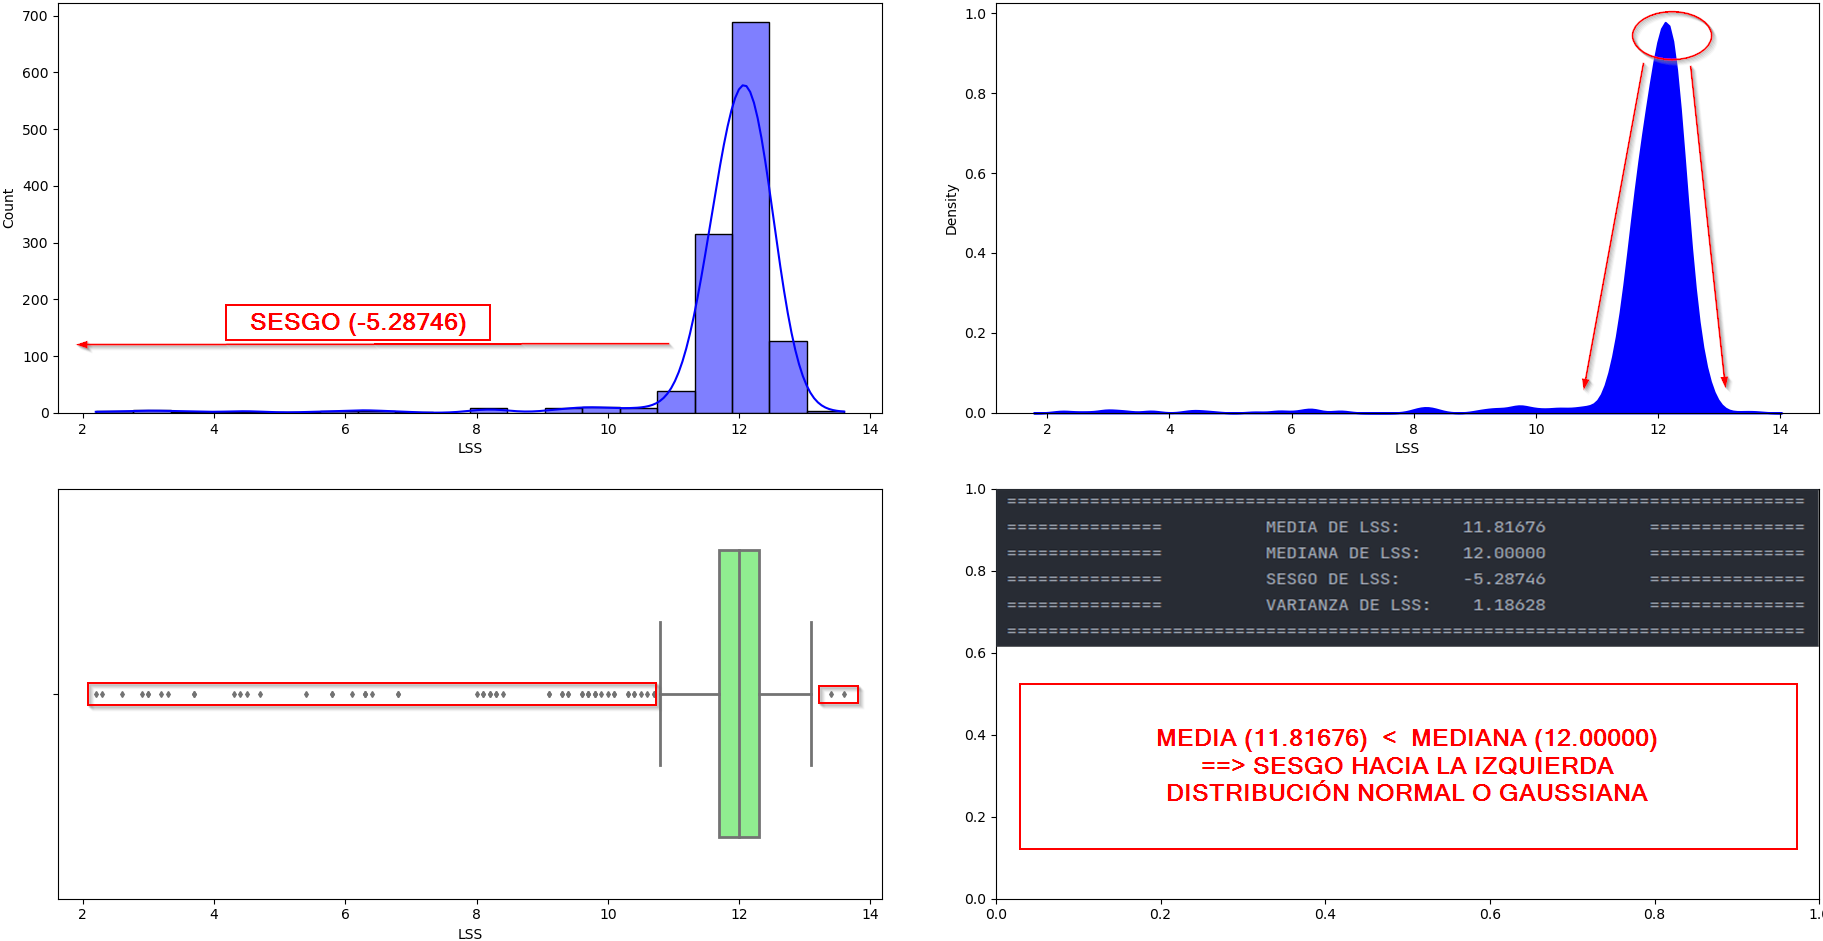 700
600
500
400
300
200
100
0
Count
SESGO (-5.28746)
2 4 6 8 10 12 14
LSS
1.0
0.8
0.6
0.4
0.2
0.0
Density
2 4 6 8 10 12 14
LSS
2 4 6 8 10 12 14
LSS
1.0
0.8
0.6
0.4
0.2
0.0
=============================================================================
=============== MEDIA DE LSS: 11.81676 ===============
=============== MEDIANA DE LSS: 12.00000 ===============
=============== SESGO DE LSS: -5.28746 ===============
=============== VARIANZA DE LSS: 1.18628 ===============
=============================================================================
MEDIA (11.81676) < MEDIANA (12.00000)
==> SESGO HACIA LA IZQUIERDA
DISTRIBUCIÓN NORMAL O GAUSSIANA
0.0 0.2 0.4 0.6 0.8 1.